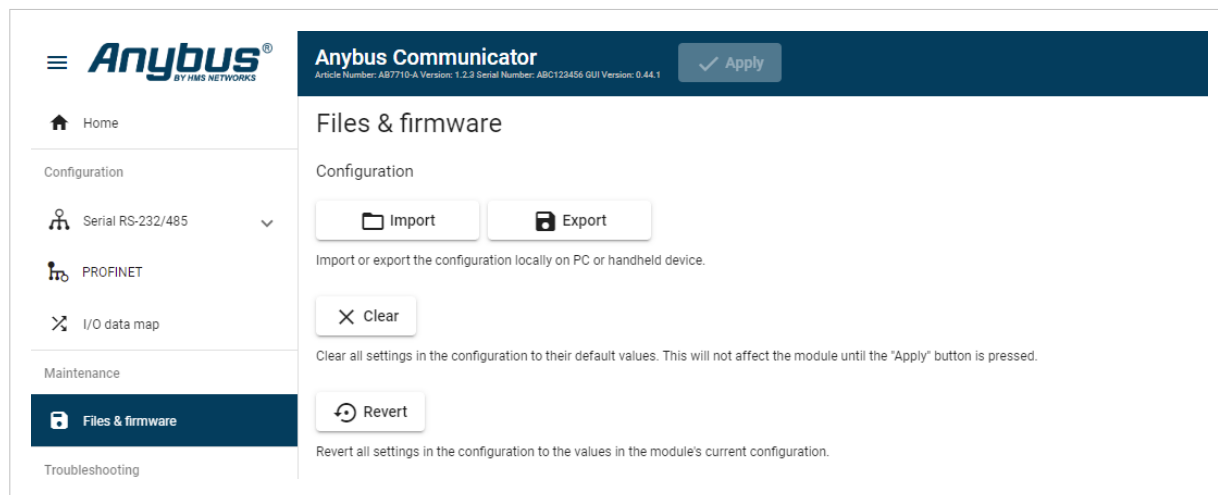 Anybus®
BY HMS NETWORKS
Anybus Communicator
Article Number: AB7710-A Version: 1.2.3 Serial Number: ABC123456 GUI Version: 0.44.1
Apply
Home
Configuration
Serial RS-232/485
PROFINET
I/O data map
Maintenance
Files & firmware
Troubleshooting
Files & firmware
Configuration
Import
Export
Import or export the configuration locally on PC or handheld device.
Clear
Clear all settings in the configuration to their default values. This will not affect the module until the "Apply" button is pressed.
Revert
Revert all settings in the configuration to the values in the module's current configuration.